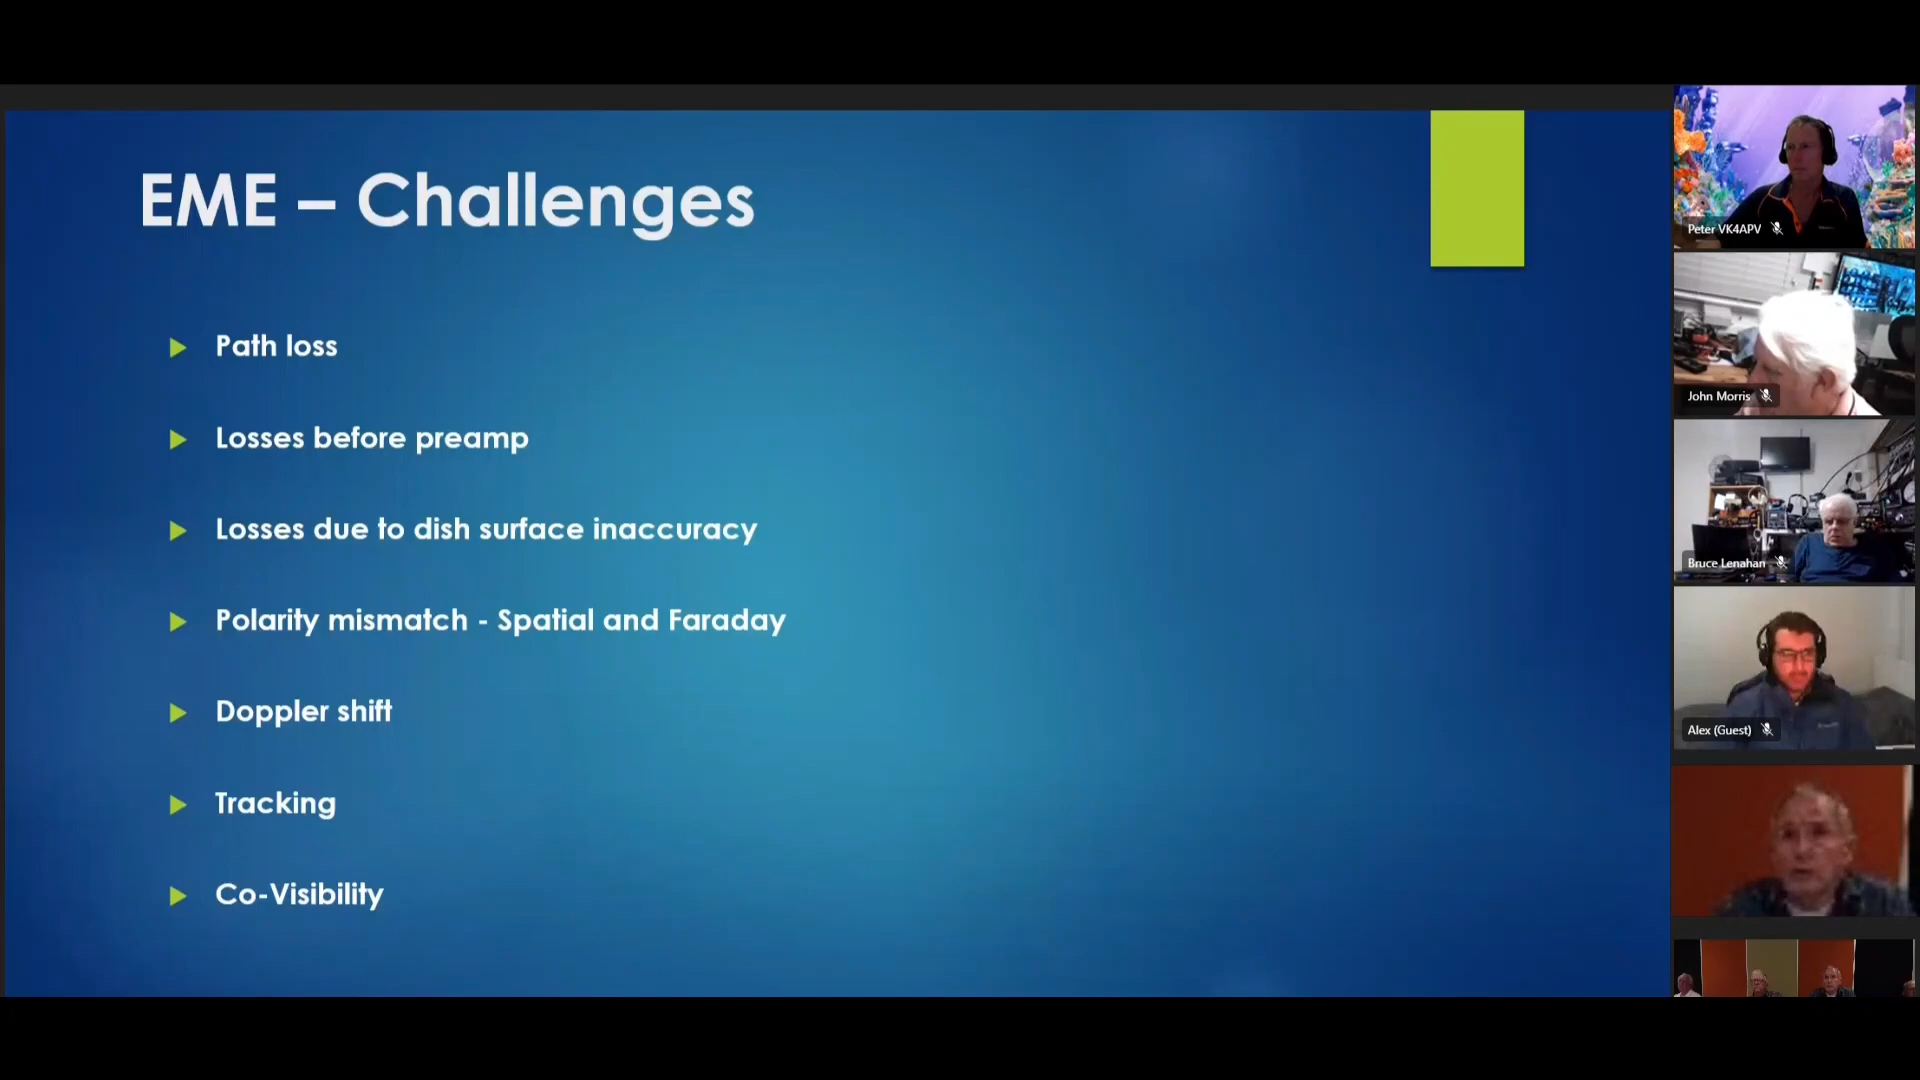 EME – Challenges
Path loss
Losses before preamp
Losses due to dish surface inaccuracy
Polarity mismatch - Spatial and Faraday
Doppler shift
Tracking
Co-Visibility
Peter VK4APV
John Morris
Bruce Lenahan
Alex (Guest)